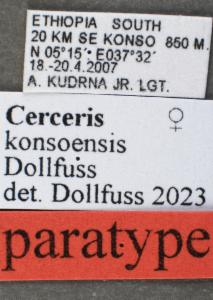 ETHIOPIA SOUTH
20 KM SE KONSO 850 M.
N 05°15´ E037°32´
18.-20.4.2007
A. KUDRNA JR. LGT.
Cerceris ♀
konsoensis
Dollfuss
det. Dollfuss 2023
paratype